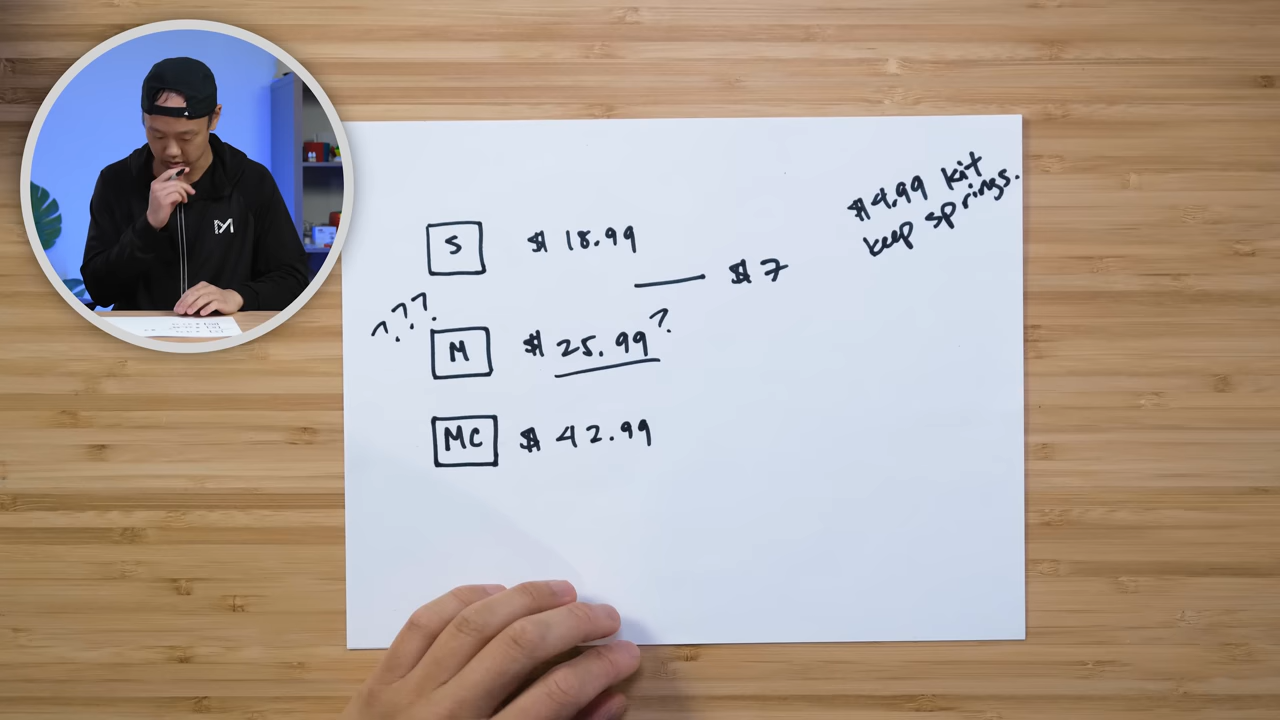 $4.99 kit
keep springs.
S $18.99
$7
???
M $25.99?
MC $42.99